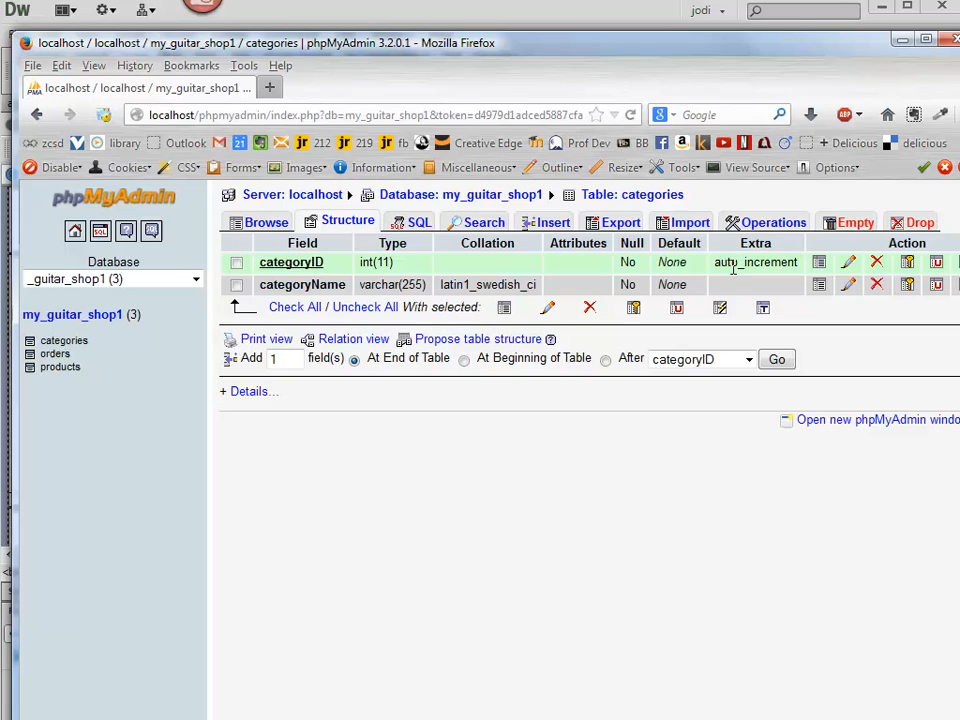 Dw
jodi
localhost / localhost / my_guitar_shop1 / categories | phpMyAdmin 3.2.0.1 - Mozilla Firefox
File Edit View History Bookmarks Tools Help
localhost / localhost / my_guitar_shop1 ... +
localhost/phpmyadmin/index.php?db=my_guitar_shop1&token=d4979d1adced5887cfa Google ABP
zcsd library Outlook jr 212 jr 219 jr fb Creative Edge Prof Dev BB + Delicious delicious
Disable Cookies CSS Forms Images Information Miscellaneous Outline Resize Tools View Source Options
phpMyAdmin
Server: localhost Database: my_guitar_shop1 Table: categories
Browse Structure SQL Search Insert Export Import Operations Empty Drop
Field Type Collation Attributes Null Default Extra Action
categoryID int(11) No None auto_increment
categoryName varchar(255) latin1_swedish_ci No None
Check All / Uncheck All With selected:
Print view Relation view Propose table structure
Add 1 field(s) At End of Table At Beginning of Table After categoryID Go
+ Details...
Open new phpMyAdmin windo
Database
_guitar_shop1 (3)
my_guitar_shop1 (3)
categories
orders
products